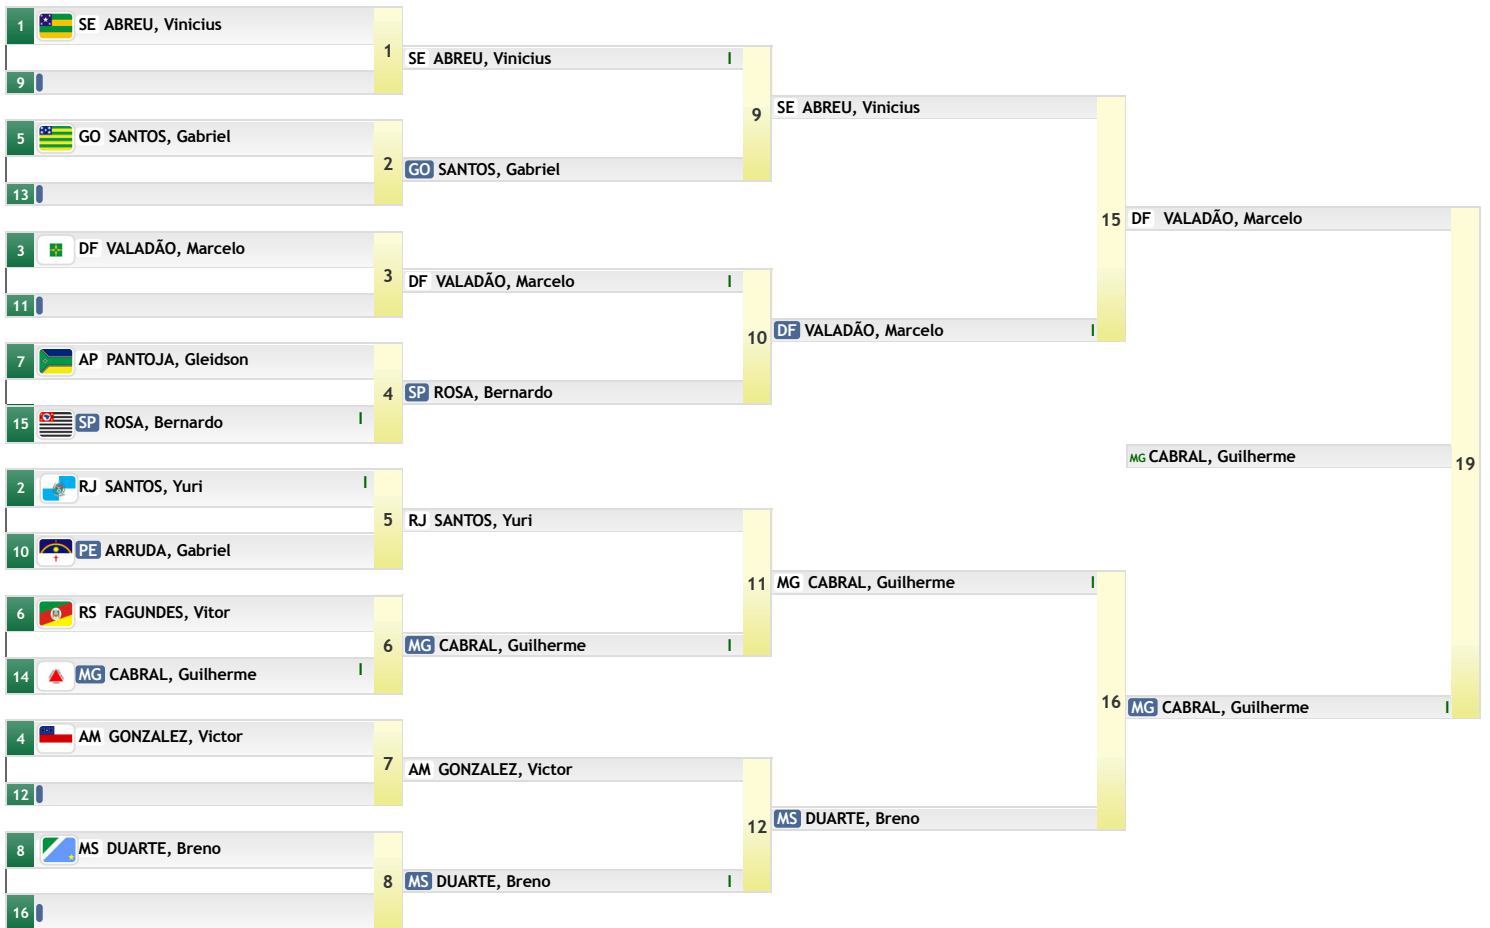 1 SE ABREU, Vinicius
1
9
SE ABREU, Vinicius I
9
SE ABREU, Vinicius
5 GO SANTOS, Gabriel
2
13
GO SANTOS, Gabriel
3 DF VALADÃO, Marcelo
3
11
DF VALADÃO, Marcelo I
10
DF VALADÃO, Marcelo I
15
DF VALADÃO, Marcelo
7 AP PANTOJA, Gleidson
4
15 SP ROSA, Bernardo I
SP ROSA, Bernardo
MG CABRAL, Guilherme
19
2 RJ SANTOS, Yuri I
5
10 PE ARRUDA, Gabriel
RJ SANTOS, Yuri
11
MG CABRAL, Guilherme I
6 RS FAGUNDES, Vitor
6
14 MG CABRAL, Guilherme I
MG CABRAL, Guilherme I
16
MG CABRAL, Guilherme I
4 AM GONZALEZ, Victor
7
12
AM GONZALEZ, Victor
12
MS DUARTE, Breno
8 MS DUARTE, Breno
8
16
MS DUARTE, Breno I